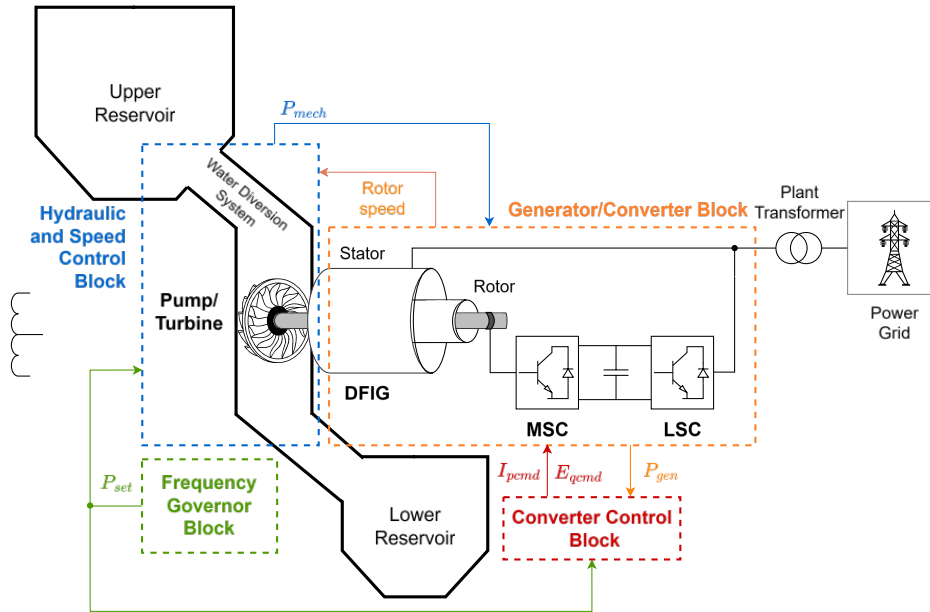 Upper
Reservoir
P_mech
Water Diversion
System
Rotor
speed
Hydraulic
and Speed
Control
Block
Generator/Converter Block
Plant
Transformer
Stator
Rotor
Pump/
Turbine
Power
Grid
DFIG
MSC
LSC
I_pcmd
E_qcmd
P_gen
P_set
Frequency
Governor
Block
Lower
Reservoir
Converter Control
Block